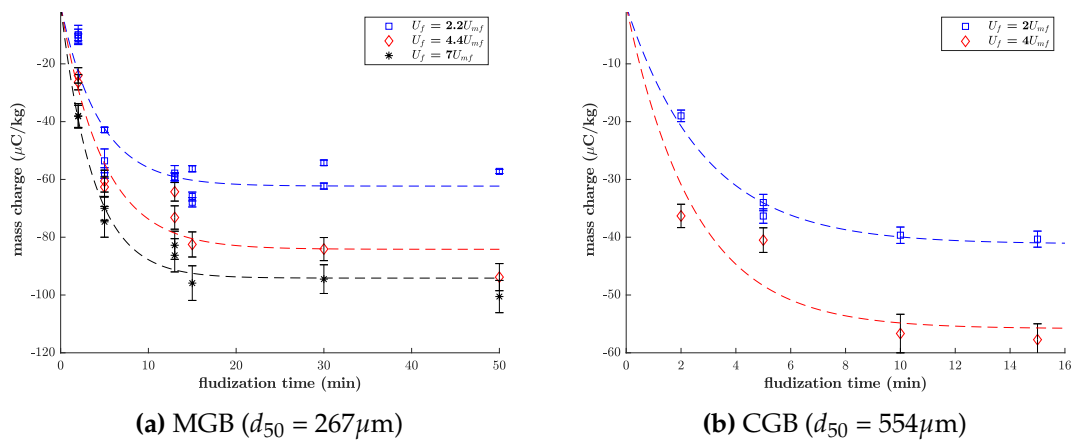 U_f = 2.2U_mf
U_f = 4.4U_mf
U_f = 7U_mf
-20
-40
-60
-80
-100
-120
0
10
20
30
40
50
mass charge (μC/kg)
fludization time (min)
(a) MGB (d_50 = 267μm)
U_f = 2U_mf
U_f = 4U_mf
-10
-20
-30
-40
-50
-60
0
2
4
6
8
10
12
14
16
mass charge (μC/kg)
fludization time (min)
(b) CGB (d_50 = 554μm)